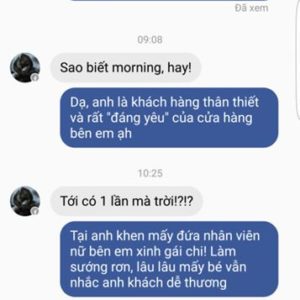 Đã xem
09:08
Sao biết morning, hay!
Dạ, anh là khách hàng thân thiết
và rất "đáng yêu" của cửa hàng
bên em ạh
10:25
Tới có 1 lần mà trời!?!?
Tại anh khen mấy đứa nhân viên
nữ bên em xinh gái chi! Làm
sướng rơn, lâu lâu mấy bé vẫn
nhắc anh khách dễ thương